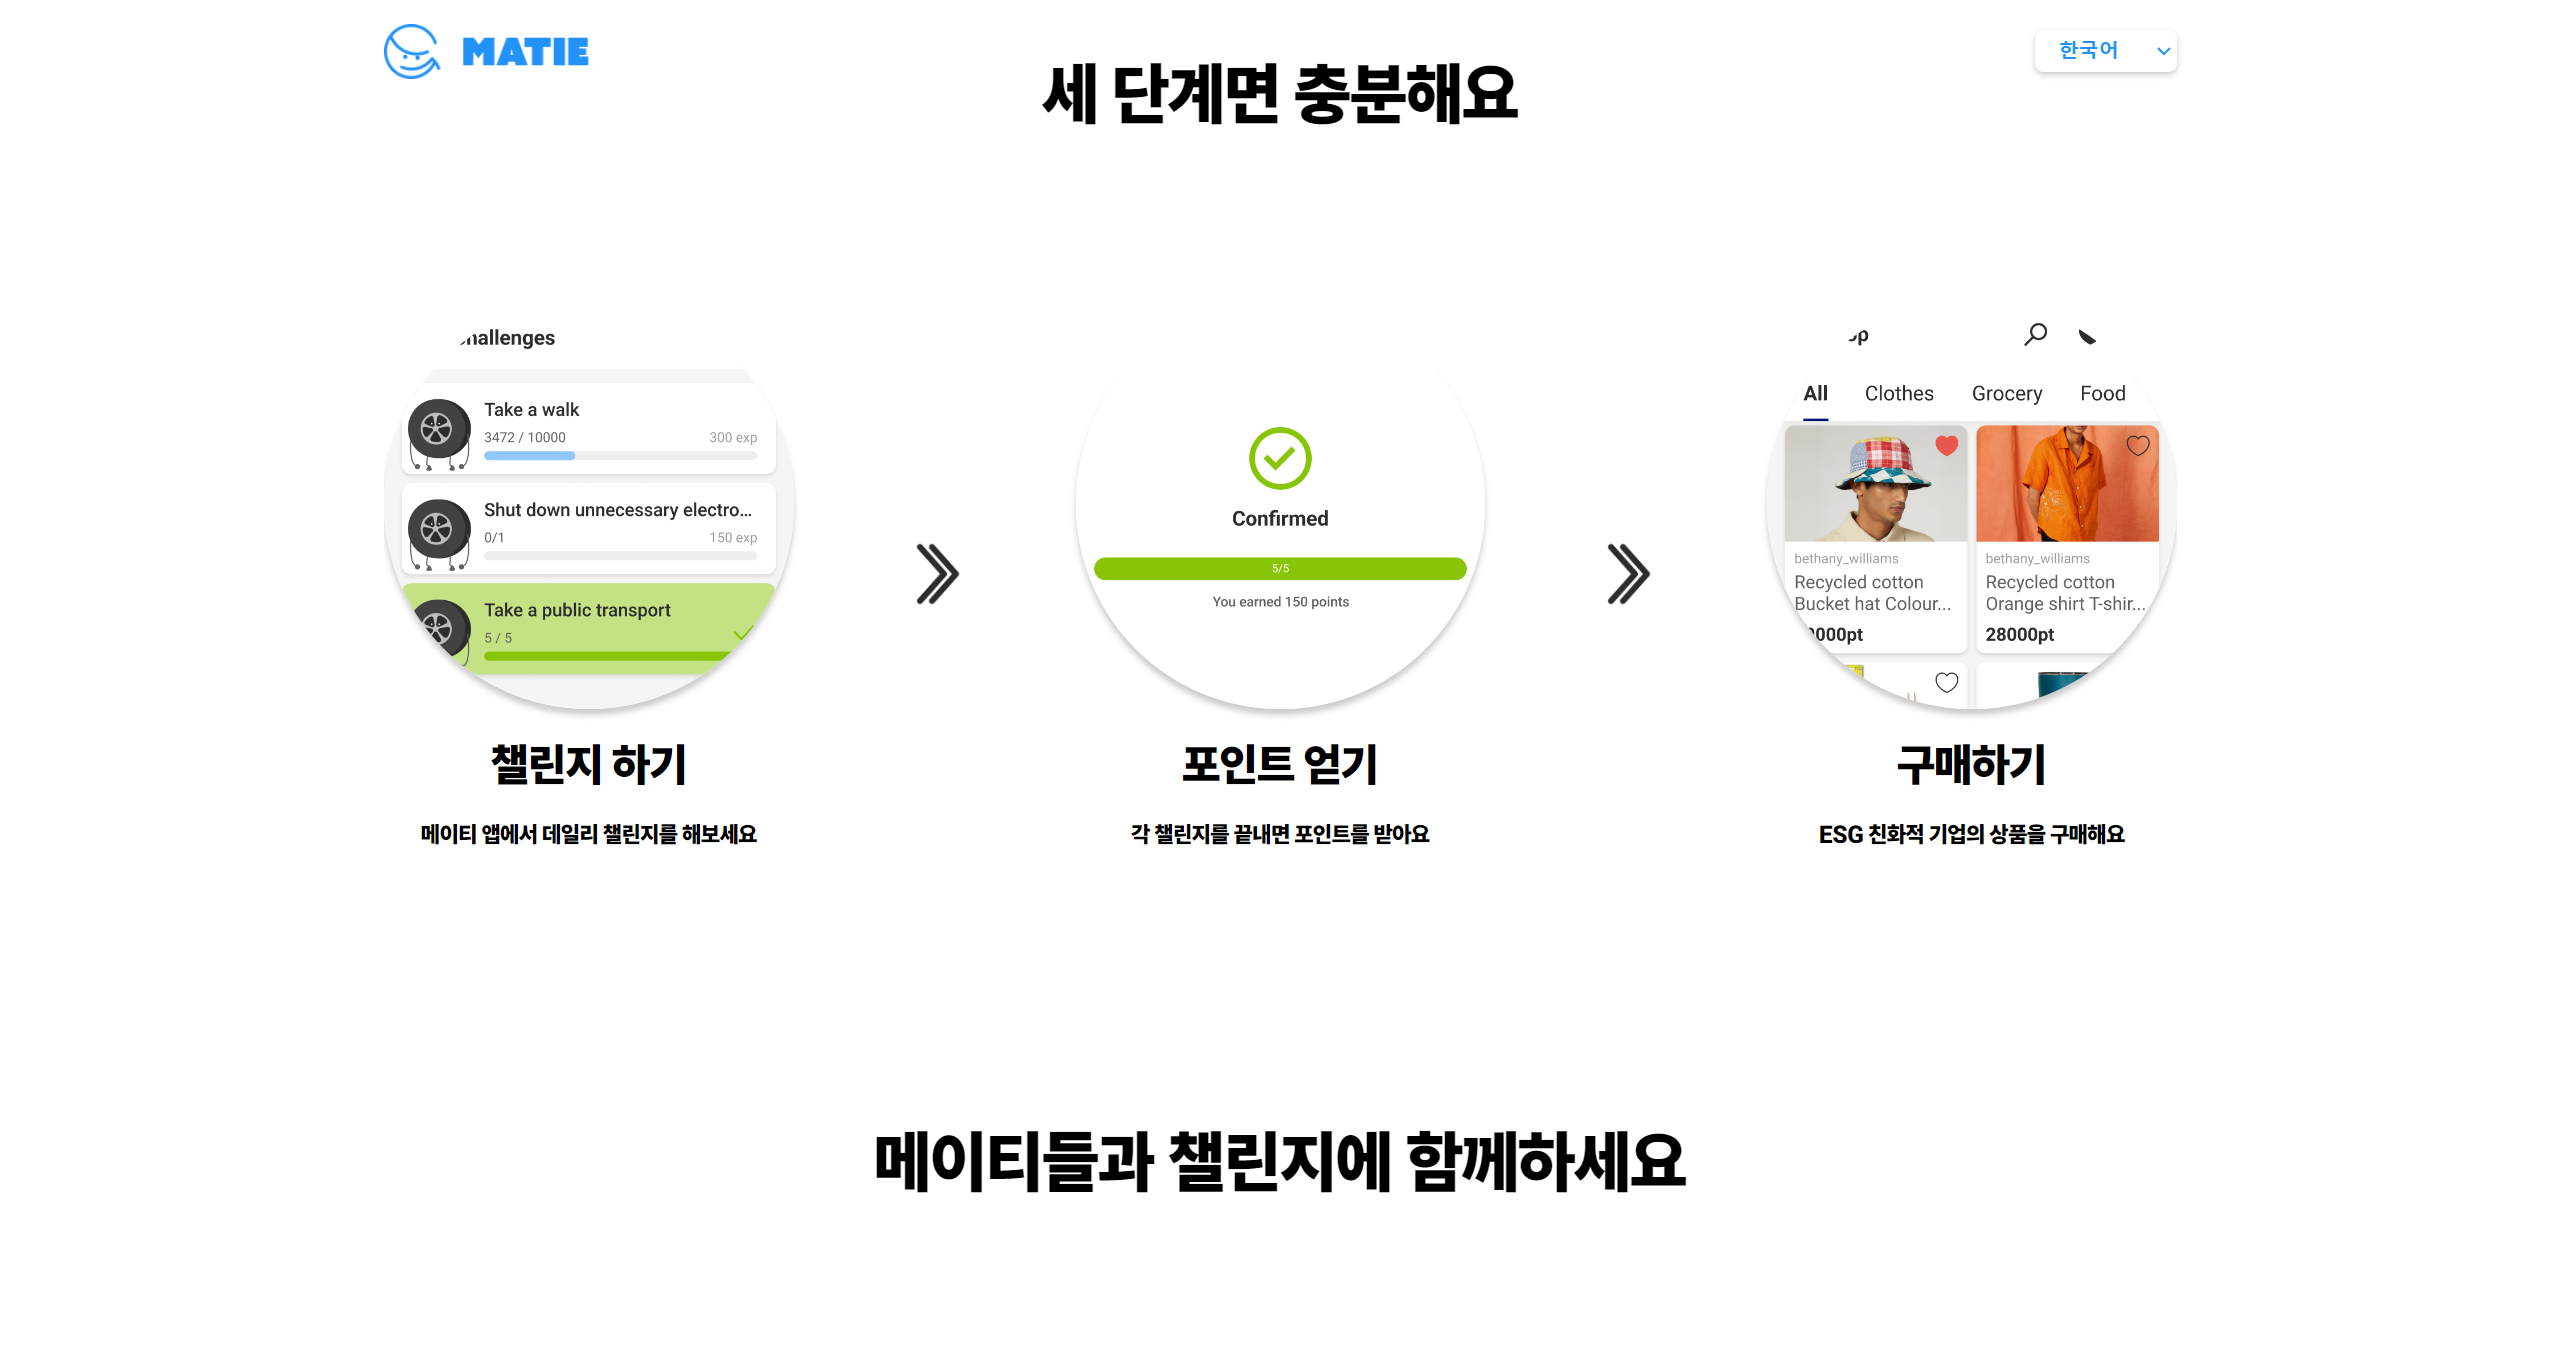 MATIE
한국어
세 단계면 충분해요
hallenges
Take a walk
3472 / 10000
300 exp
Shut down unnecessary electro...
0/1
150 exp
Take a public transport
5 / 5
챌린지 하기
메이티 앱에서 데일리 챌린지를 해보세요
Confirmed
5/5
You earned 150 points
포인트 얻기
각 챌린지를 끝내면 포인트를 받아요
All Clothes Grocery Food
bethany_williams
Recycled cotton
Bucket hat Colour...
000pt
bethany_williams
Recycled cotton
Orange shirt T-shir...
28000pt
구매하기
ESG 친화적 기업의 상품을 구매해요
메이티들과 챌린지에 함께하세요